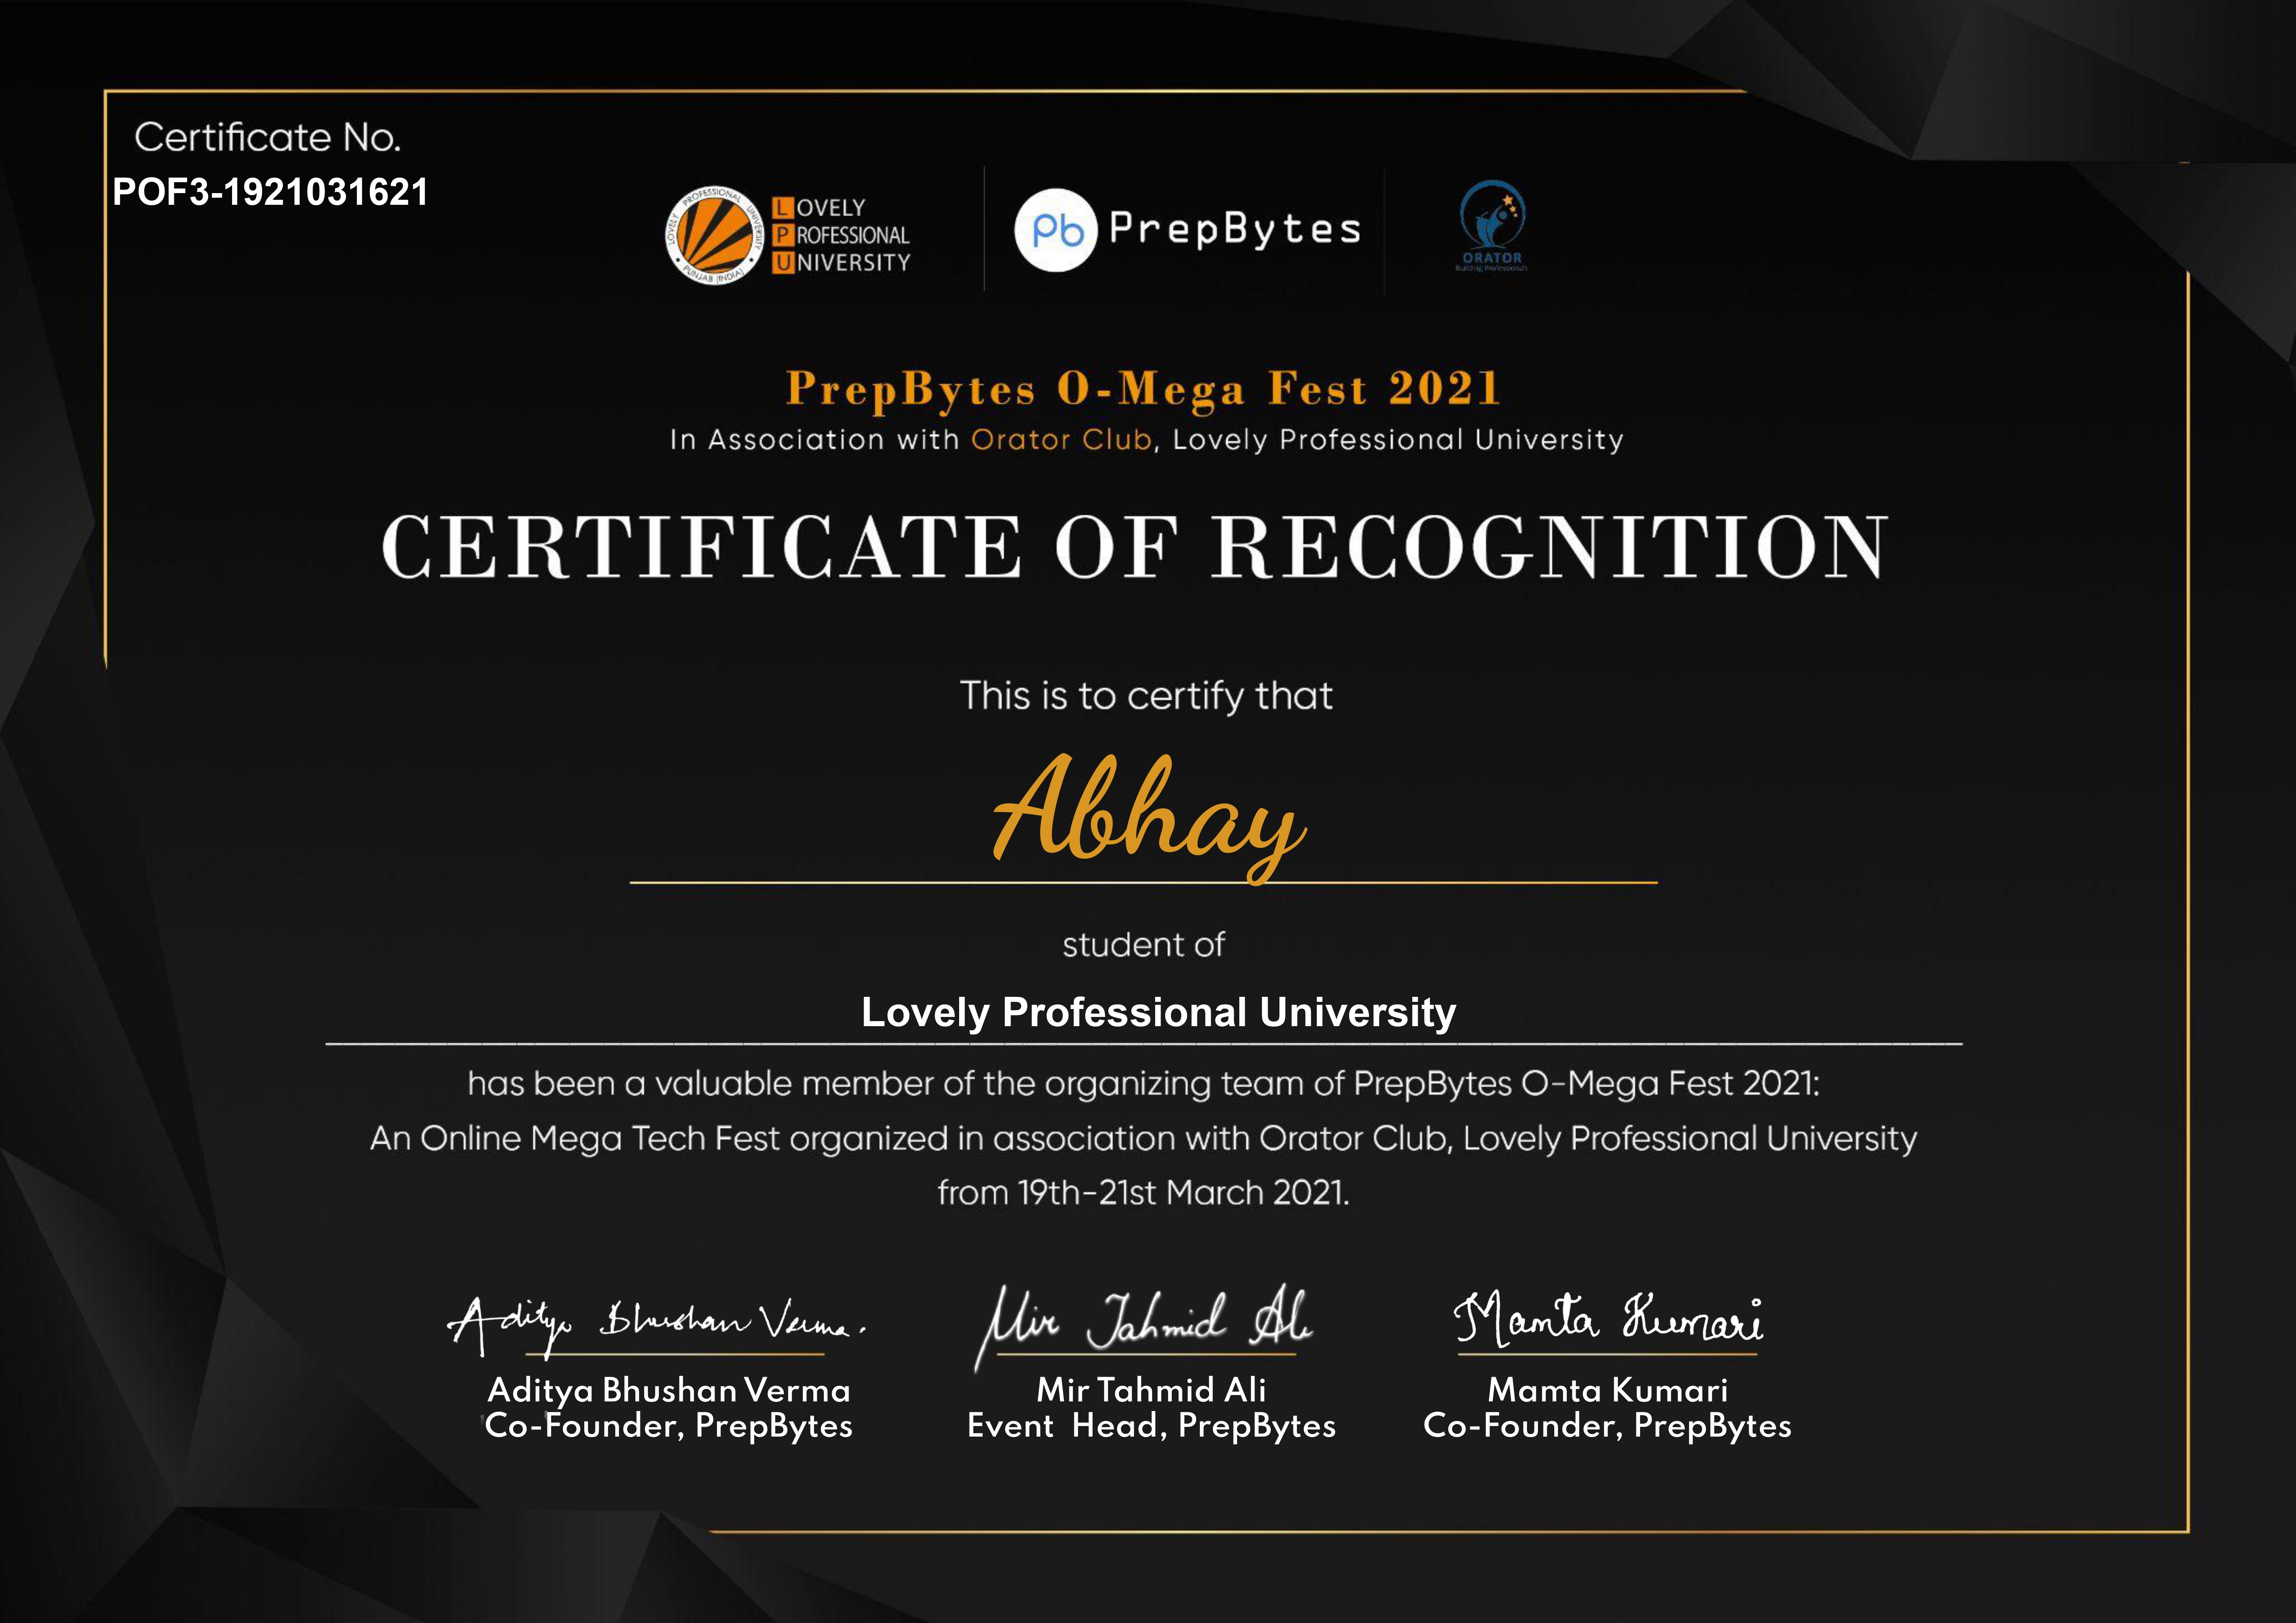 Certificate No.
POF3-1921031621
LOVELY PROFESSIONAL UNIVERSITY
PUNJAB (INDIA)
LOVELY
PROFESSIONAL
UNIVERSITY
Pb PrepBytes
ORATOR
Building Professionals
PrepBytes O-Mega Fest 2021
In Association with Orator Club, Lovely Professional University
CERTIFICATE OF RECOGNITION
This is to certify that
Abhay
student of
Lovely Professional University
has been a valuable member of the organizing team of PrepBytes O-Mega Fest 2021:
An Online Mega Tech Fest organized in association with Orator Club, Lovely Professional University
from 19th-21st March 2021.
Aditya Bhushan Verma. Mir Tahmid Ali Mamta Kumari
Aditya Bhushan Verma Mir Tahmid Ali Mamta Kumari
Co-Founder, PrepBytes Event Head, PrepBytes Co-Founder, PrepBytes